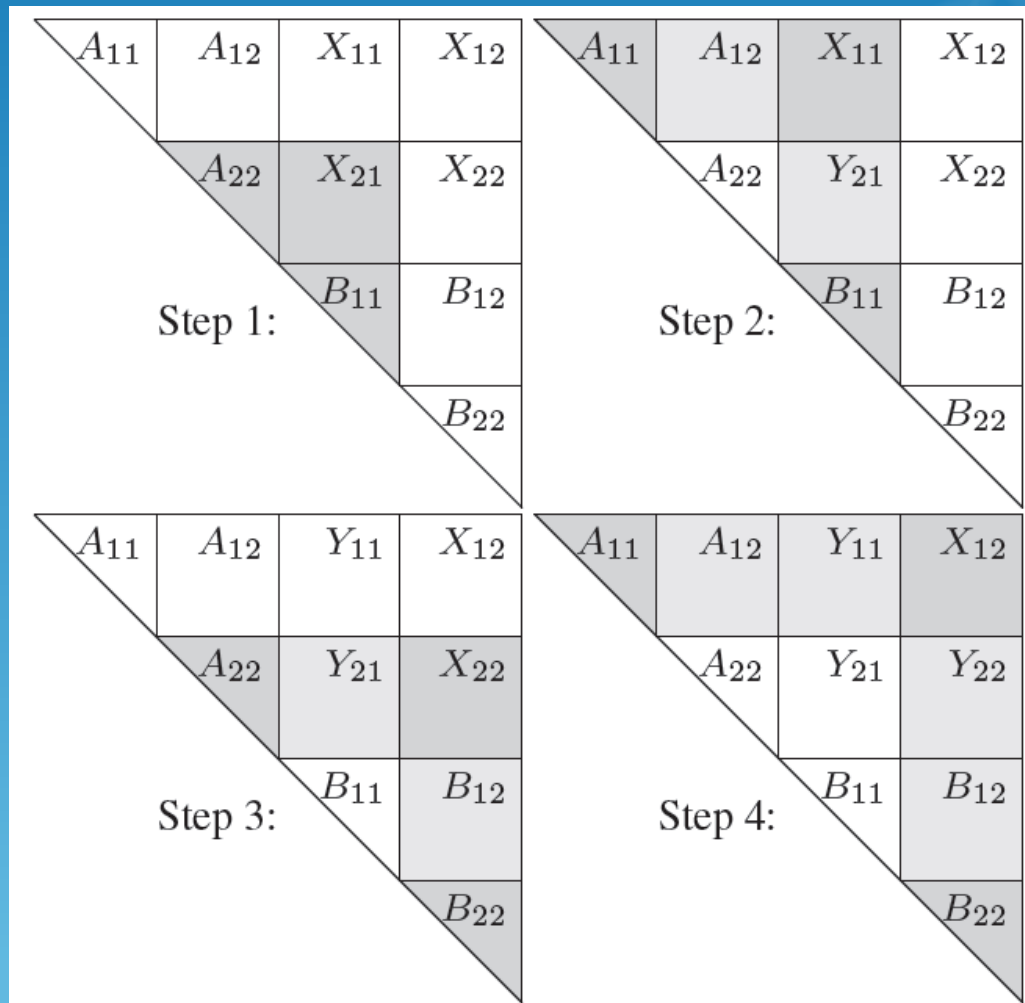 A₁₁ A₁₂ X₁₁ X₁₂
A₂₂ X₂₁ X₂₂
B₁₁ B₁₂
Step 1:
B₂₂
A₁₁ A₁₂ X₁₁ X₁₂
A₂₂ Y₂₁ X₂₂
B₁₁ B₁₂
Step 2:
B₂₂
A₁₁ A₁₂ Y₁₁ X₁₂
A₂₂ Y₂₁ X₂₂
B₁₁ B₁₂
Step 3:
B₂₂
A₁₁ A₁₂ Y₁₁ X₁₂
A₂₂ Y₂₁ Y₂₂
B₁₁ B₁₂
Step 4:
B₂₂